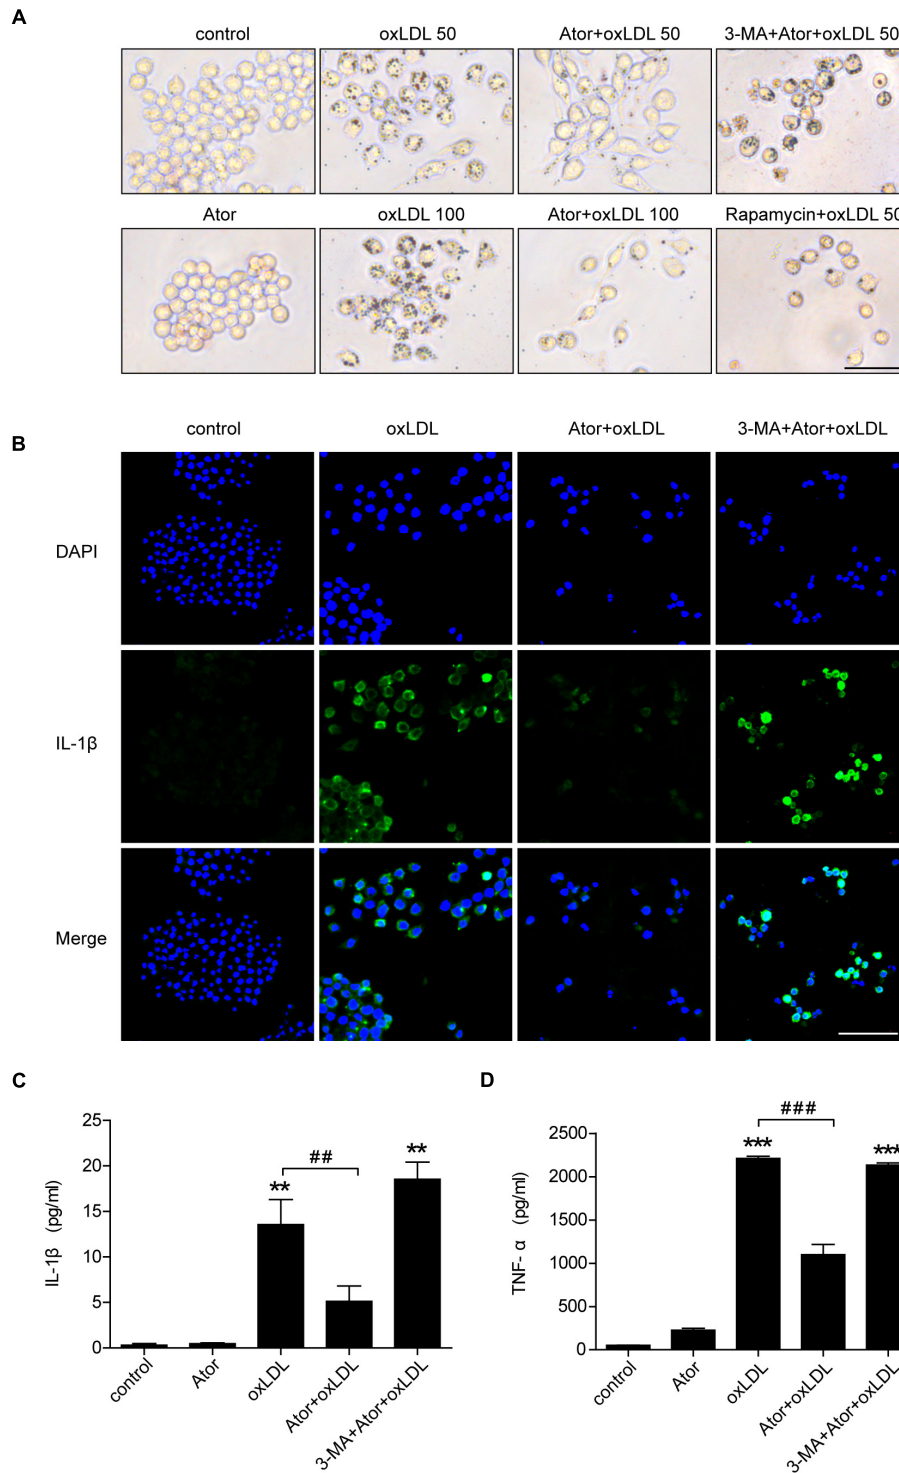 A
control oxLDL 50 Ator+oxLDL 50 3-MA+Ator+oxLDL 50
Ator oxLDL 100 Ator+oxLDL 100 Rapamycin+oxLDL 50
B
control oxLDL Ator+oxLDL 3-MA+Ator+oxLDL
DAPI
IL-1β
Merge
C
IL-1β (pg/ml)
25
20
15
10
5
0
**
##
**
control
Ator
oxLDL
Ator+oxLDL
3-MA+Ator+oxLDL
D
TNF- α (pg/ml)
2500
2000
1500
1000
500
0
***
###
***
control
Ator
oxLDL
Ator+oxLDL
3-MA+Ator+oxLDL